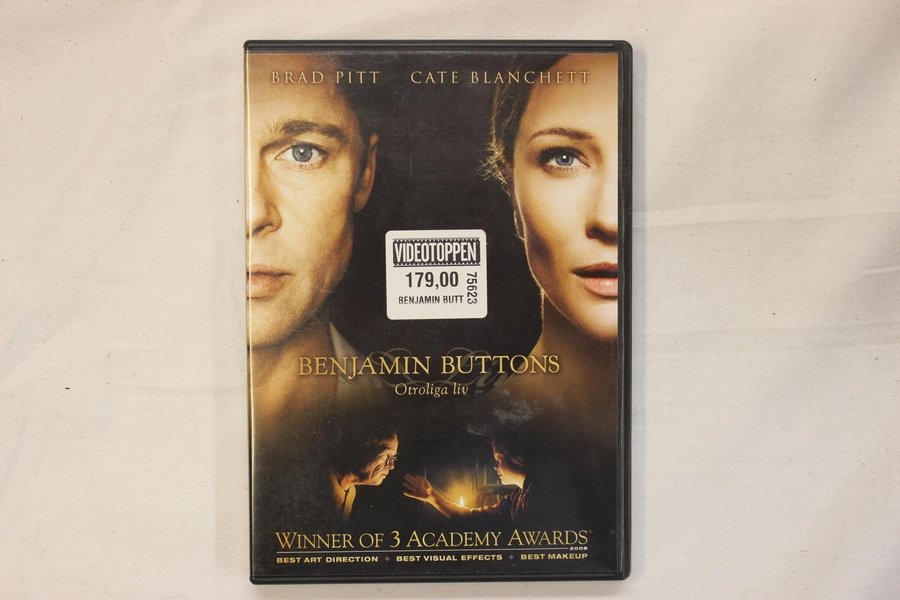 BRAD PITT CATE BLANCHETT
VIDEOTOPPEN
179,00
75623
BENJAMIN BUTT
BENJAMIN BUTTONS
Otroliga liv
WINNER OF 3 ACADEMY AWARDS®
2008
BEST ART DIRECTION + BEST VISUAL EFFECTS + BEST MAKEUP